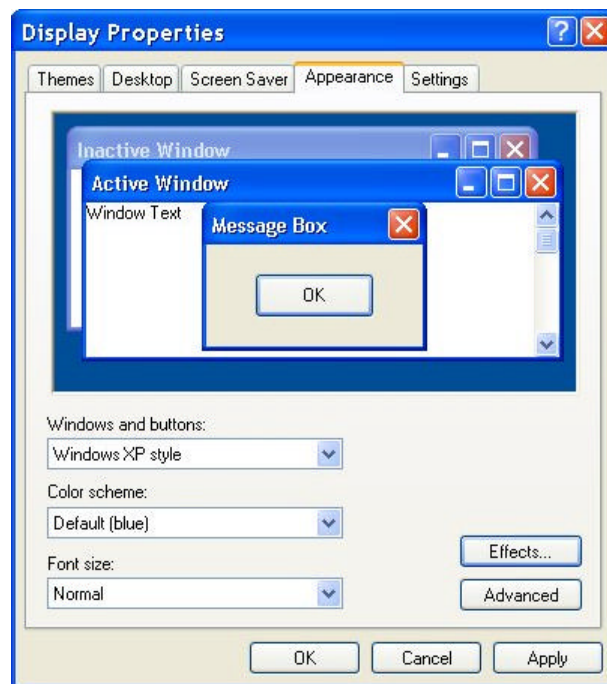 Display Properties
Themes Desktop Screen Saver Appearance Settings
Inactive Window
Active Window
Window Text
Message Box
OK
Windows and buttons:
Windows XP style
Color scheme:
Default (blue)
Effects...
Font size:
Normal
Advanced
OK Cancel Apply